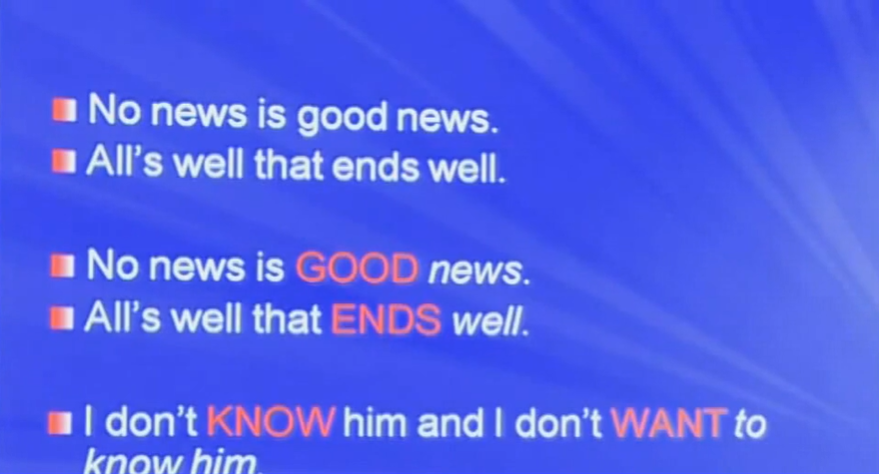 No news is good news.
All's well that ends well.
No news is GOOD news.
All's well that ENDS well.
I don't KNOW him and I don't WANT to
know him.